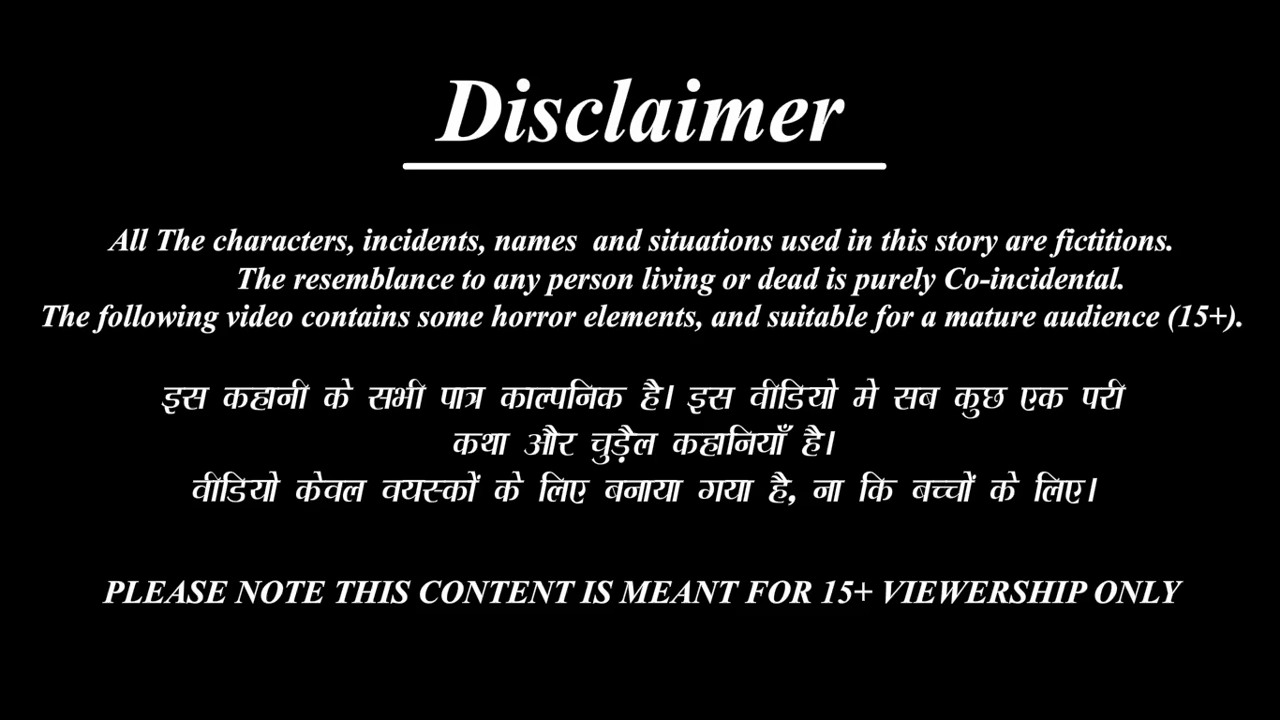 Disclaimer
All The characters, incidents, names and situations used in this story are fictitions.
The resemblance to any person living or dead is purely Co-incidental.
The following video contains some horror elements, and suitable for a mature audience (15+).
इस कहानी के सभी पात्र काल्पनिक है। इस वीडियो मे सब कुछ एक परी
कथा और चुड़ैल कहानियाँ है।
वीडियो केवल वयस्कों के लिए बनाया गया है, ना कि बच्चों के लिए।
PLEASE NOTE THIS CONTENT IS MEANT FOR 15+ VIEWERSHIP ONLY